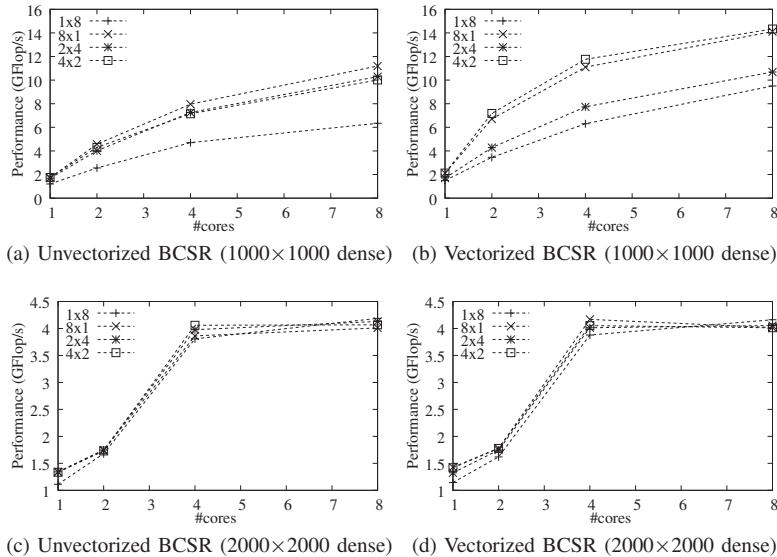 16
14
12
10
8
6
4
2
0
Performance (GFlop/s)
1x8
8x1
2x4
4x2
1 2 3 4 5 6 7 8
#cores
(a) Unvectorized BCSR (1000×1000 dense)
16
14
12
10
8
6
4
2
0
Performance (GFlop/s)
1x8
8x1
2x4
4x2
1 2 3 4 5 6 7 8
#cores
(b) Vectorized BCSR (1000×1000 dense)
4.5
4
3.5
3
2.5
2
1.5
1
Performance (GFlop/s)
1x8
8x1
2x4
4x2
1 2 3 4 5 6 7 8
#cores
(c) Unvectorized BCSR (2000×2000 dense)
4.5
4
3.5
3
2.5
2
1.5
1
Performance (GFlop/s)
1x8
8x1
2x4
4x2
1 2 3 4 5 6 7 8
#cores
(d) Vectorized BCSR (2000×2000 dense)